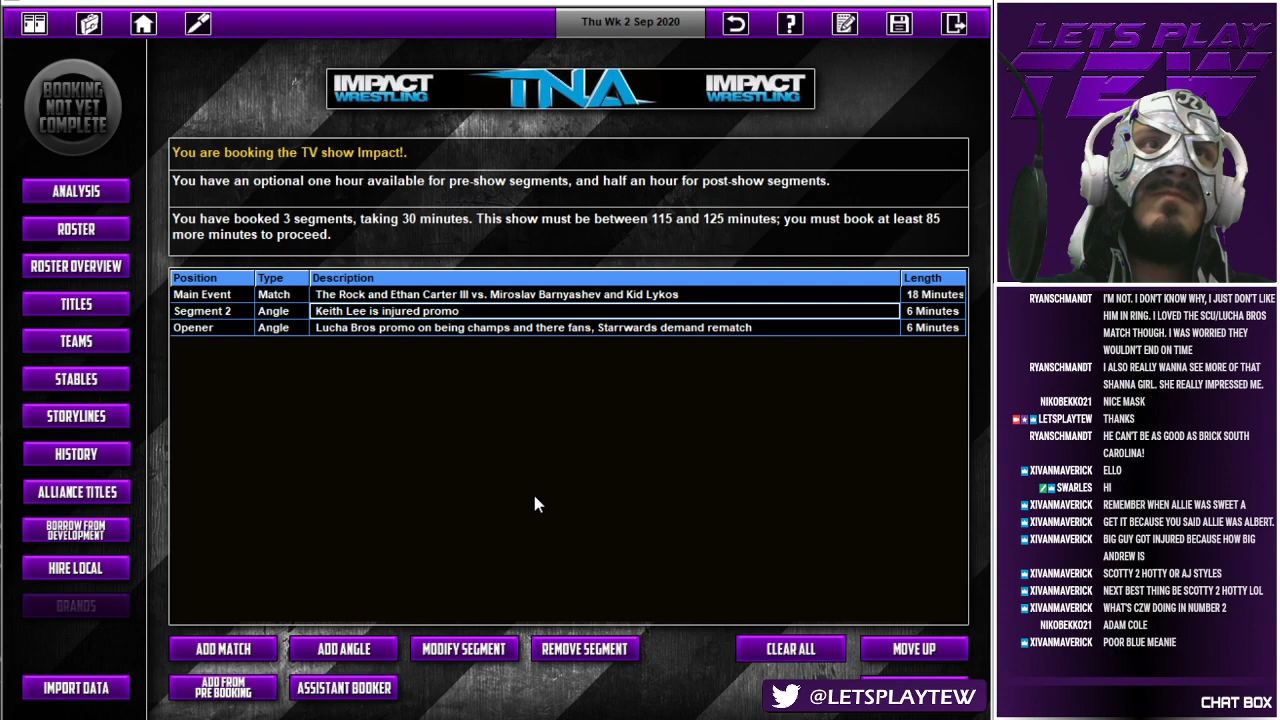 Thu Wk 2 Sep 2020
LETS PLAY
TEW
BOOKING
NOT YET
COMPLETE
IMPACT
WRESTLING
TNA
IMPACT
WRESTLING
You are booking the TV show Impact!.
You have an optional one hour available for pre-show segments, and half an hour for post-show segments.
You have booked 3 segments, taking 30 minutes. This show must be between 115 and 125 minutes; you must book at least 85
more minutes to proceed.
Position Type Description Length
Main Event Match The Rock and Ethan Carter III vs. Miroslav Barnyashev and Kid Lykos 18 Minutes
Segment 2 Angle Keith Lee is injured promo 6 Minutes
Opener Angle Lucha Bros promo on being champs and there fans, Starrwards demand rematch 6 Minutes
ANALYSIS
ROSTER
ROSTER OVERVIEW
TITLES
TEAMS
STABLES
STORYLINES
HISTORY
ALLIANCE TITLES
BORROW FROM
DEVELOPMENT
HIRE LOCAL
BRANDS
IMPORT DATA
ADD MATCH
ADD ANGLE
MODIFY SEGMENT
REMOVE SEGMENT
CLEAR ALL
MOVE UP
ADD FROM
PRE BOOKING
ASSISTANT BOOKER
@LETSPLAYTEW
RYANSCHMANDT I'M NOT. I DON'T KNOW WHY, I JUST DON'T LIKE
HIM IN RING. I LOVED THE SCU/LUCHA BROS
MATCH THOUGH. I WAS WORRIED THEY
WOULDN'T END ON TIME
RYANSCHMANDT I ALSO REALLY WANNA SEE MORE OF THAT
SHANNA GIRL. SHE REALLY IMPRESSED ME.
NIKOBEKKO21 NICE MASK
LETSPLAYTEW THANKS
RYANSCHMANDT HE CAN'T BE AS GOOD AS BRICK SOUTH
CAROLINA!
XIVANMAVERICK ELLO
SWARLES HI
XIVANMAVERICK REMEMBER WHEN ALLIE WAS SWEET A
XIVANMAVERICK GET IT BECAUSE YOU SAID ALLIE WAS ALBERT.
XIVANMAVERICK BIG GUY GOT INJURED BECAUSE HOW BIG
ANDREW IS
XIVANMAVERICK SCOTTY 2 HOTTY OR AJ STYLES
XIVANMAVERICK NEXT BEST THING BE SCOTTY 2 HOTTY LOL
XIVANMAVERICK WHAT'S CZW DOING IN NUMBER 2
NIKOBEKKO21 ADAM COLE
XIVANMAVERICK POOR BLUE MEANIE
CHAT BOX